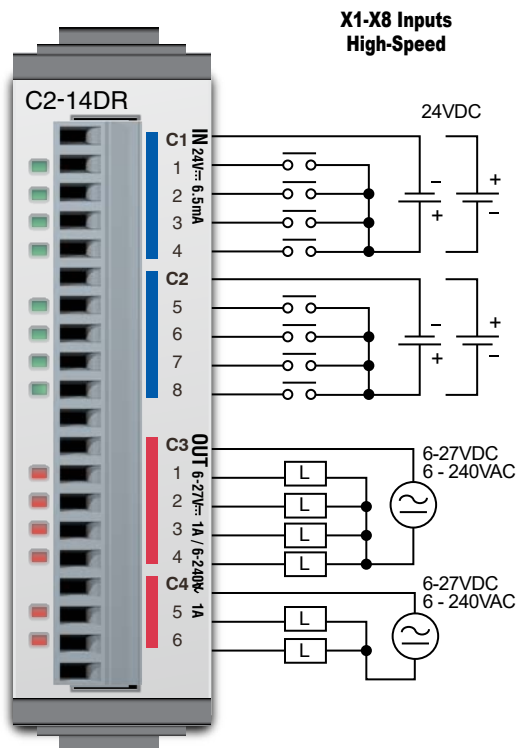 X1-X8 Inputs
High-Speed
C2-14DR
24VDC
C1
IN 24V⎓ 6.5mA
1
2
3
4
C2
5
6
7
8
− +
+ −
− +
+ −
C3
OUT 6-27V⎓ 1A / 6-240V~ 1A
1
2
3
4
C4
5
6
L
L
L
L
6-27VDC
6 - 240VAC
L
L
6-27VDC
6 - 240VAC